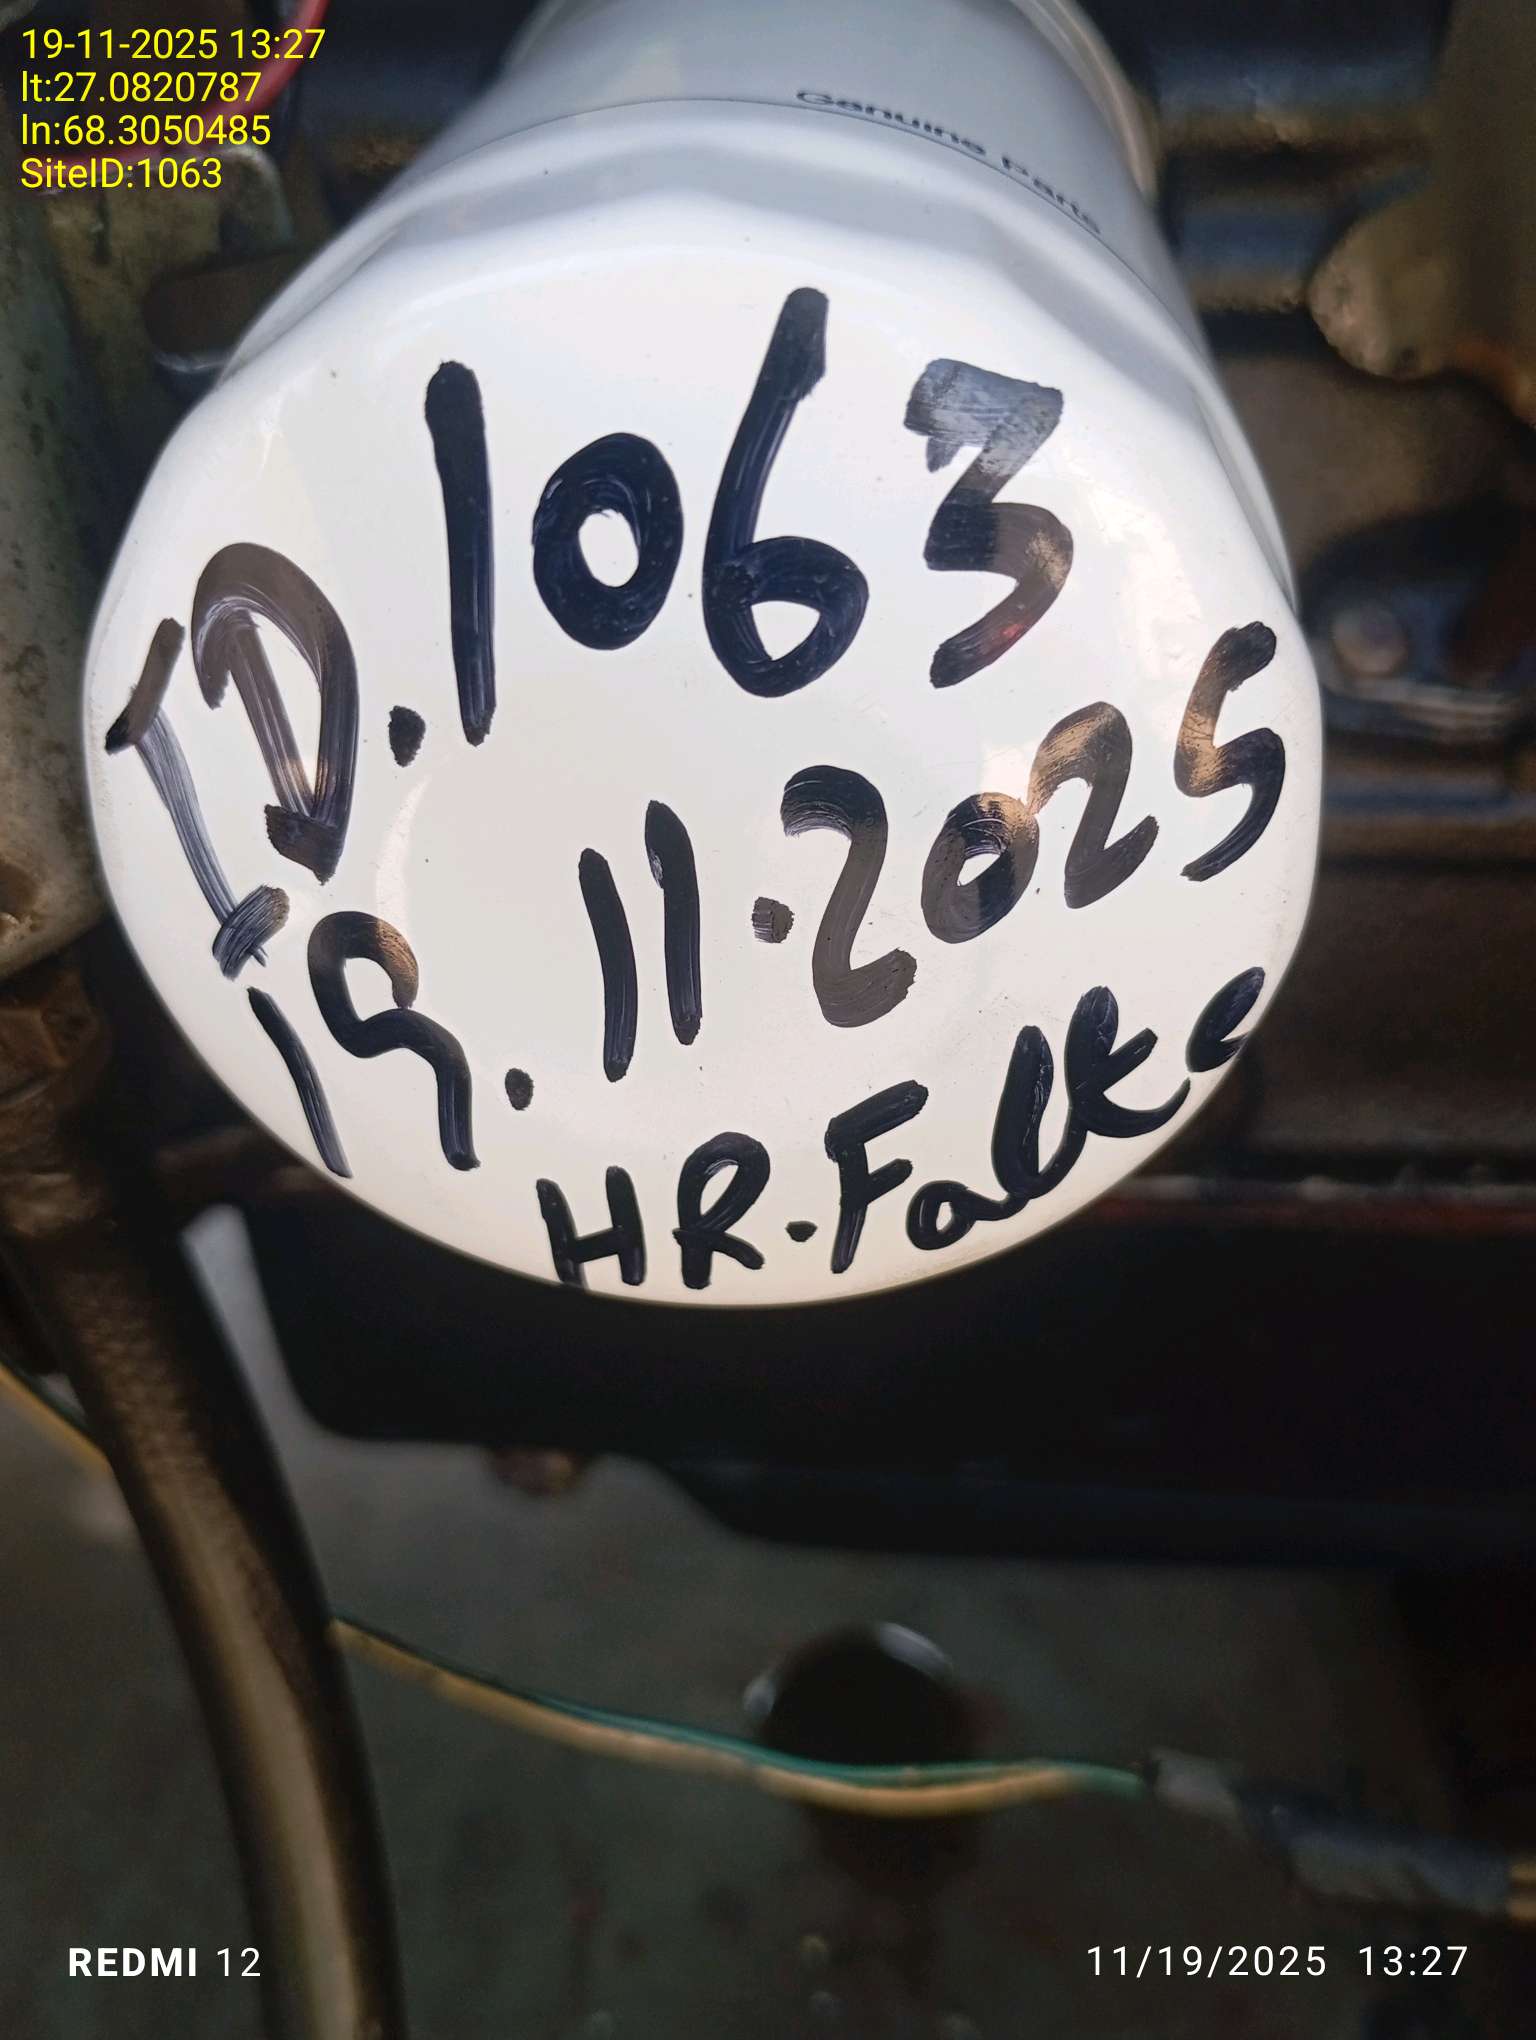 19-11-2025 13:27
lt:27.0820787
ln:68.3050485
SiteID:1063
Genuine Parts
ID.1063
19.11.2025
HR.Falke
REDMI 12
11/19/2025 13:27